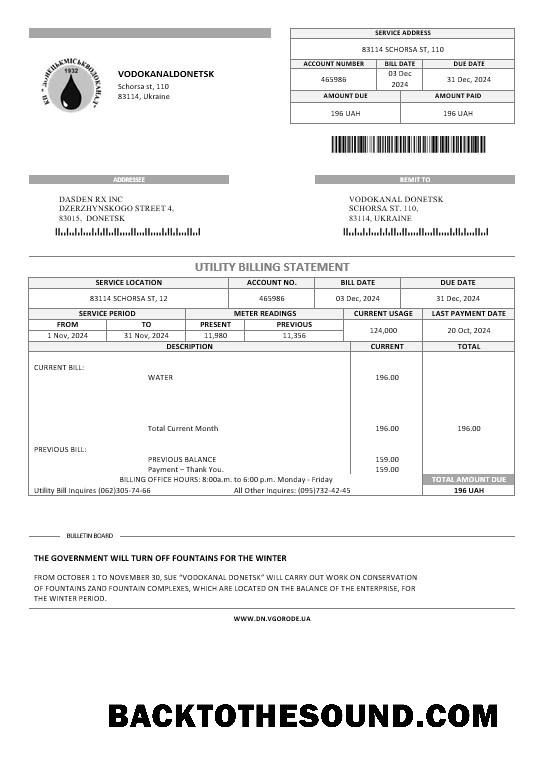 SERVICE ADDRESS
83114 SCHORSA ST, 110
ACCOUNT NUMBER BILL DATE DUE DATE
465986 03 Dec 2024 31 Dec, 2024
AMOUNT DUE AMOUNT PAID
196 UAH 196 UAH
КП "ДОНЕЦЬКМІСЬКВОДОКАНАЛ"
1932
VODOKANALDONETSK
Schorsa st, 110
83114, Ukraine
ADDRESSEE
DASDEN RX INC
DZERZHYNSKOGO STREET 4,
83015, DONETSK
REMIT TO
VODOKANAL DONETSK
SCHORSA ST. 110,
83114, UKRAINE
UTILITY BILLING STATEMENT
SERVICE LOCATION ACCOUNT NO. BILL DATE DUE DATE
83114 SCHORSA ST, 12 465986 03 Dec, 2024 31 Dec, 2024
SERVICE PERIOD METER READINGS CURRENT USAGE LAST PAYMENT DATE
FROM TO PRESENT PREVIOUS 124,000 20 Oct, 2024
1 Nov, 2024 31 Nov, 2024 11,980 11,356
DESCRIPTION CURRENT TOTAL
CURRENT BILL:
WATER 196.00
Total Current Month 196.00 196.00
PREVIOUS BILL:
PREVIOUS BALANCE 159.00
Payment – Thank You. 159.00
BILLING OFFICE HOURS: 8:00a.m. to 6:00 p.m. Monday - Friday TOTAL AMOUNT DUE
Utility Bill Inquires (062)305-74-66 All Other Inquires: (095)732-42-45 196 UAH
BULLETIN BOARD
THE GOVERNMENT WILL TURN OFF FOUNTAINS FOR THE WINTER
FROM OCTOBER 1 TO NOVEMBER 30, SUE "VODOKANAL DONETSK" WILL CARRY OUT WORK ON CONSERVATION
OF FOUNTAINS ZAND FOUNTAIN COMPLEXES, WHICH ARE LOCATED ON THE BALANCE OF THE ENTERPRISE, FOR
THE WINTER PERIOD.
WWW.DN.VGORODE.UA
BACKTOTHESOUND.COM